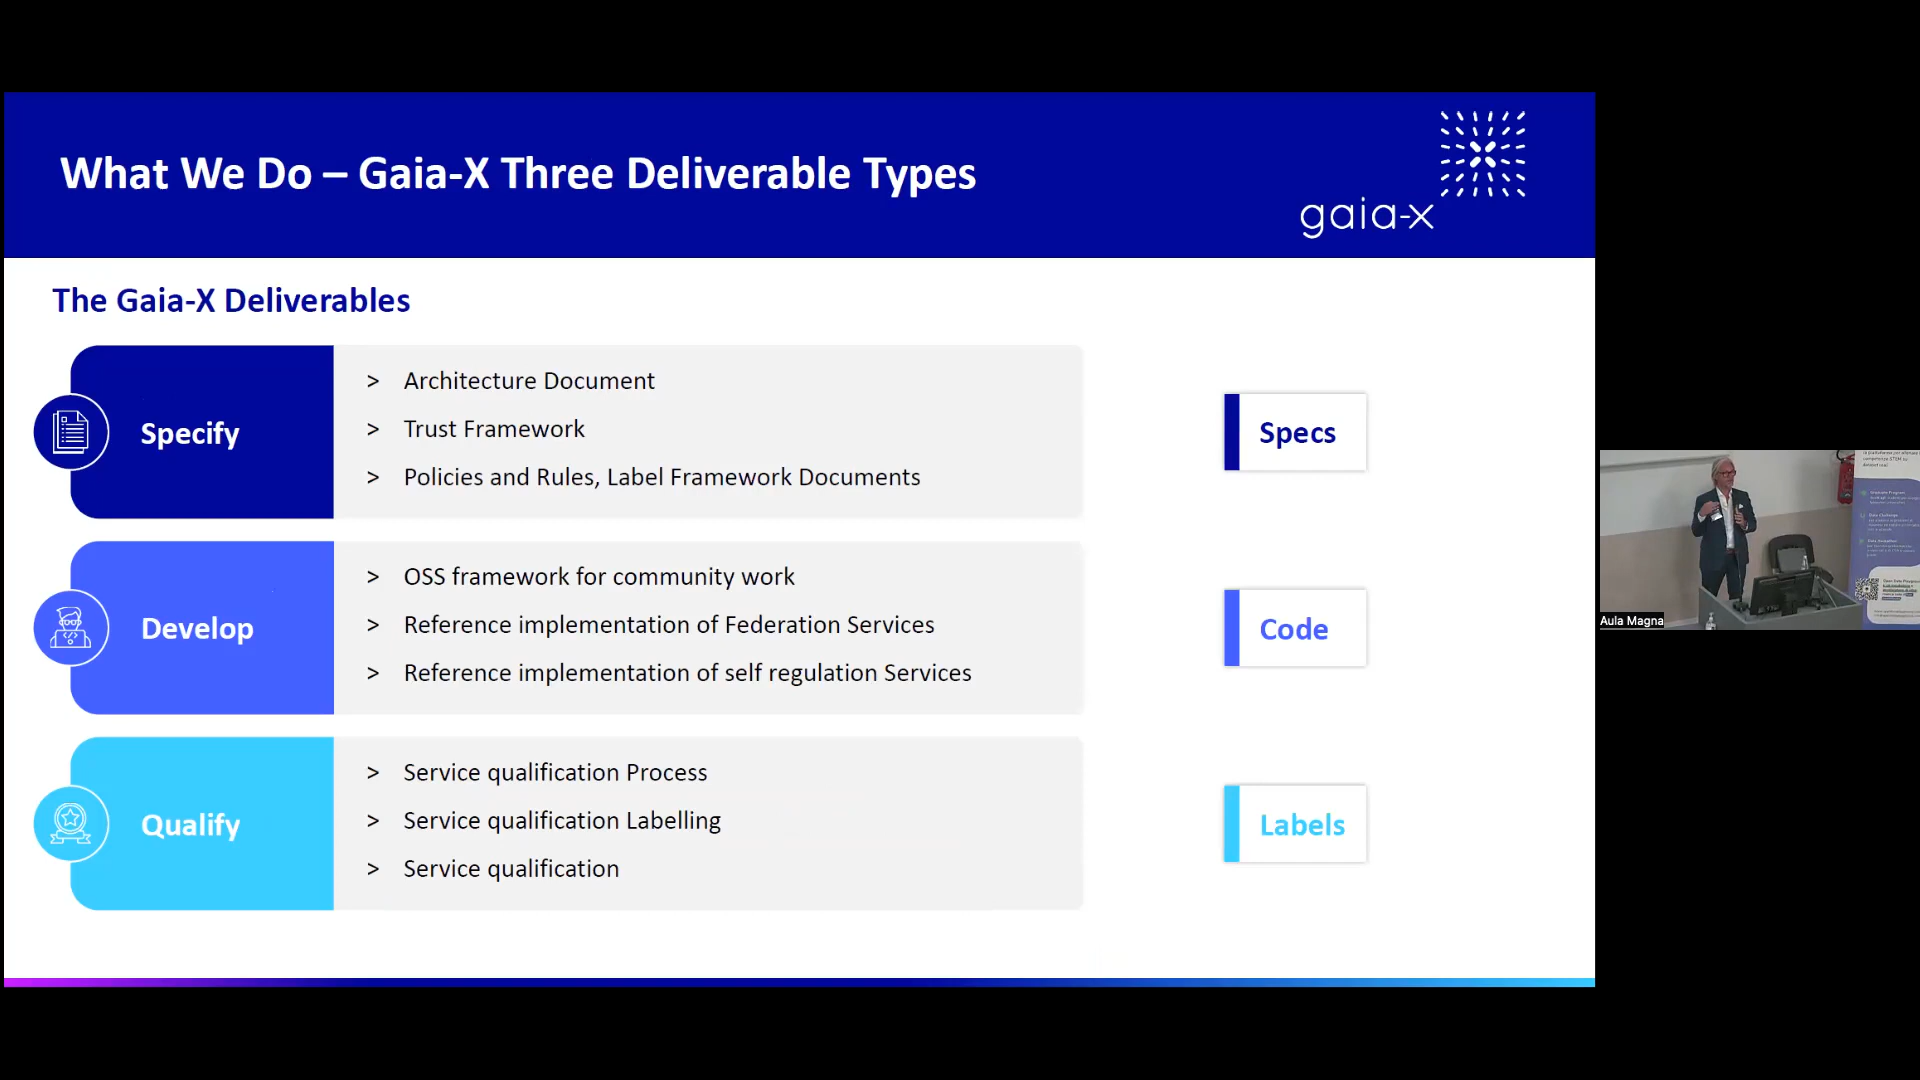 What We Do – Gaia-X Three Deliverable Types
gaia-x
The Gaia-X Deliverables
Specify
> Architecture Document
> Trust Framework
> Policies and Rules, Label Framework Documents
Specs
Develop
> OSS framework for community work
> Reference implementation of Federation Services
> Reference implementation of self regulation Services
Code
Qualify
> Service qualification Process
> Service qualification Labelling
> Service qualification
Labels
Aula Magna